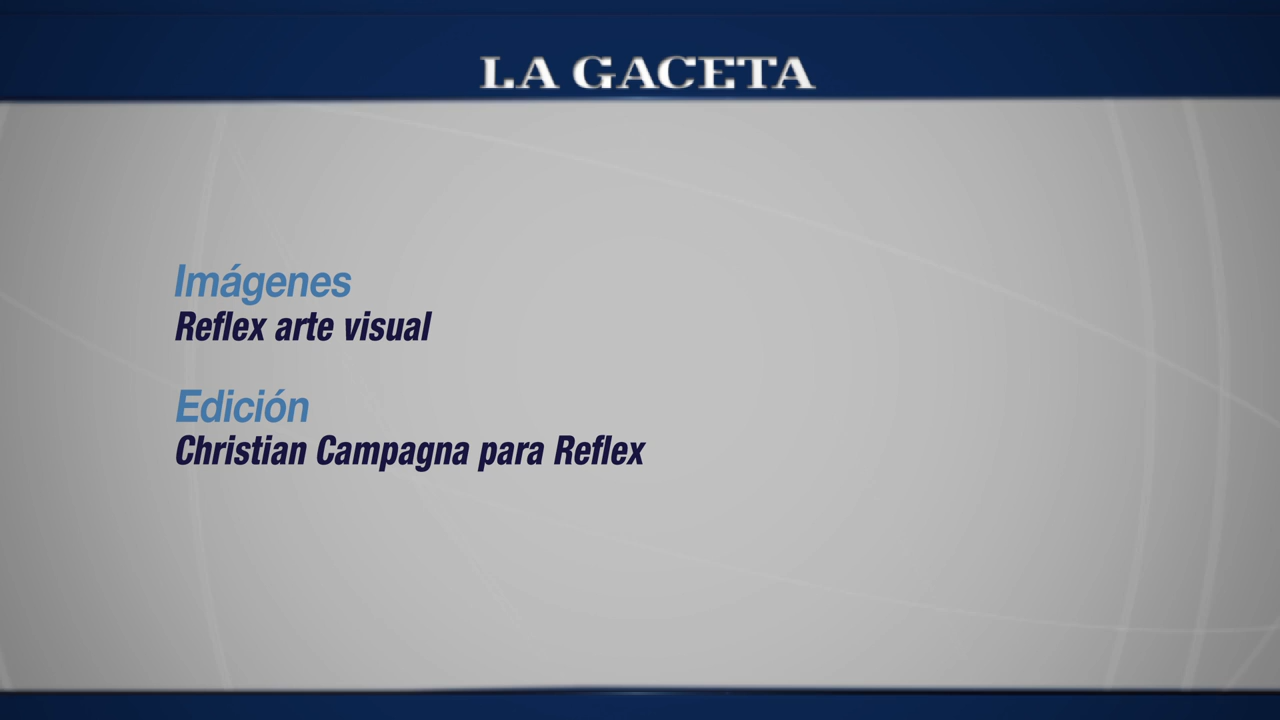 LA GACETA
Imágenes
Reflex arte visual
Edición
Christian Campagna para Reflex